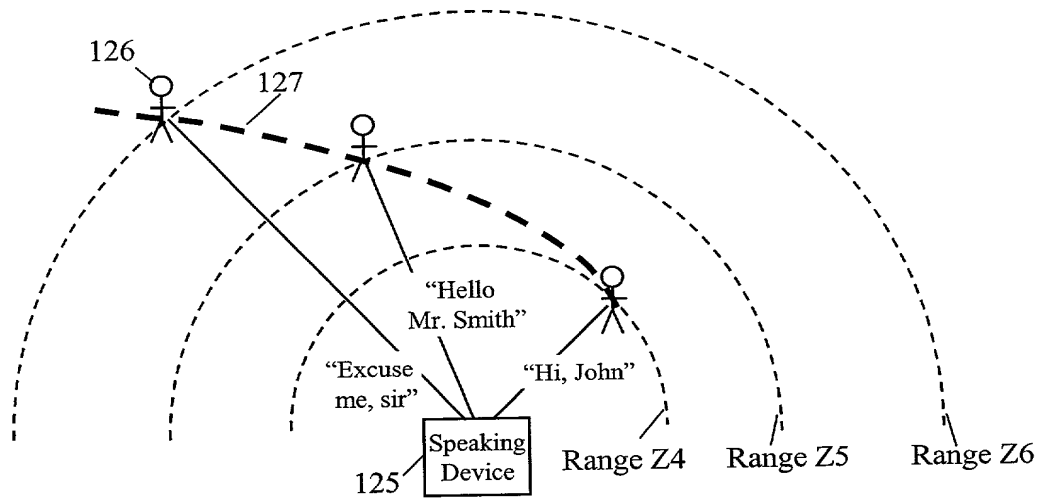 126
127
“Hello
Mr. Smith”
“Excuse
me, sir”
“Hi, John”
Speaking
Device
125
Range Z4
Range Z5
Range Z6